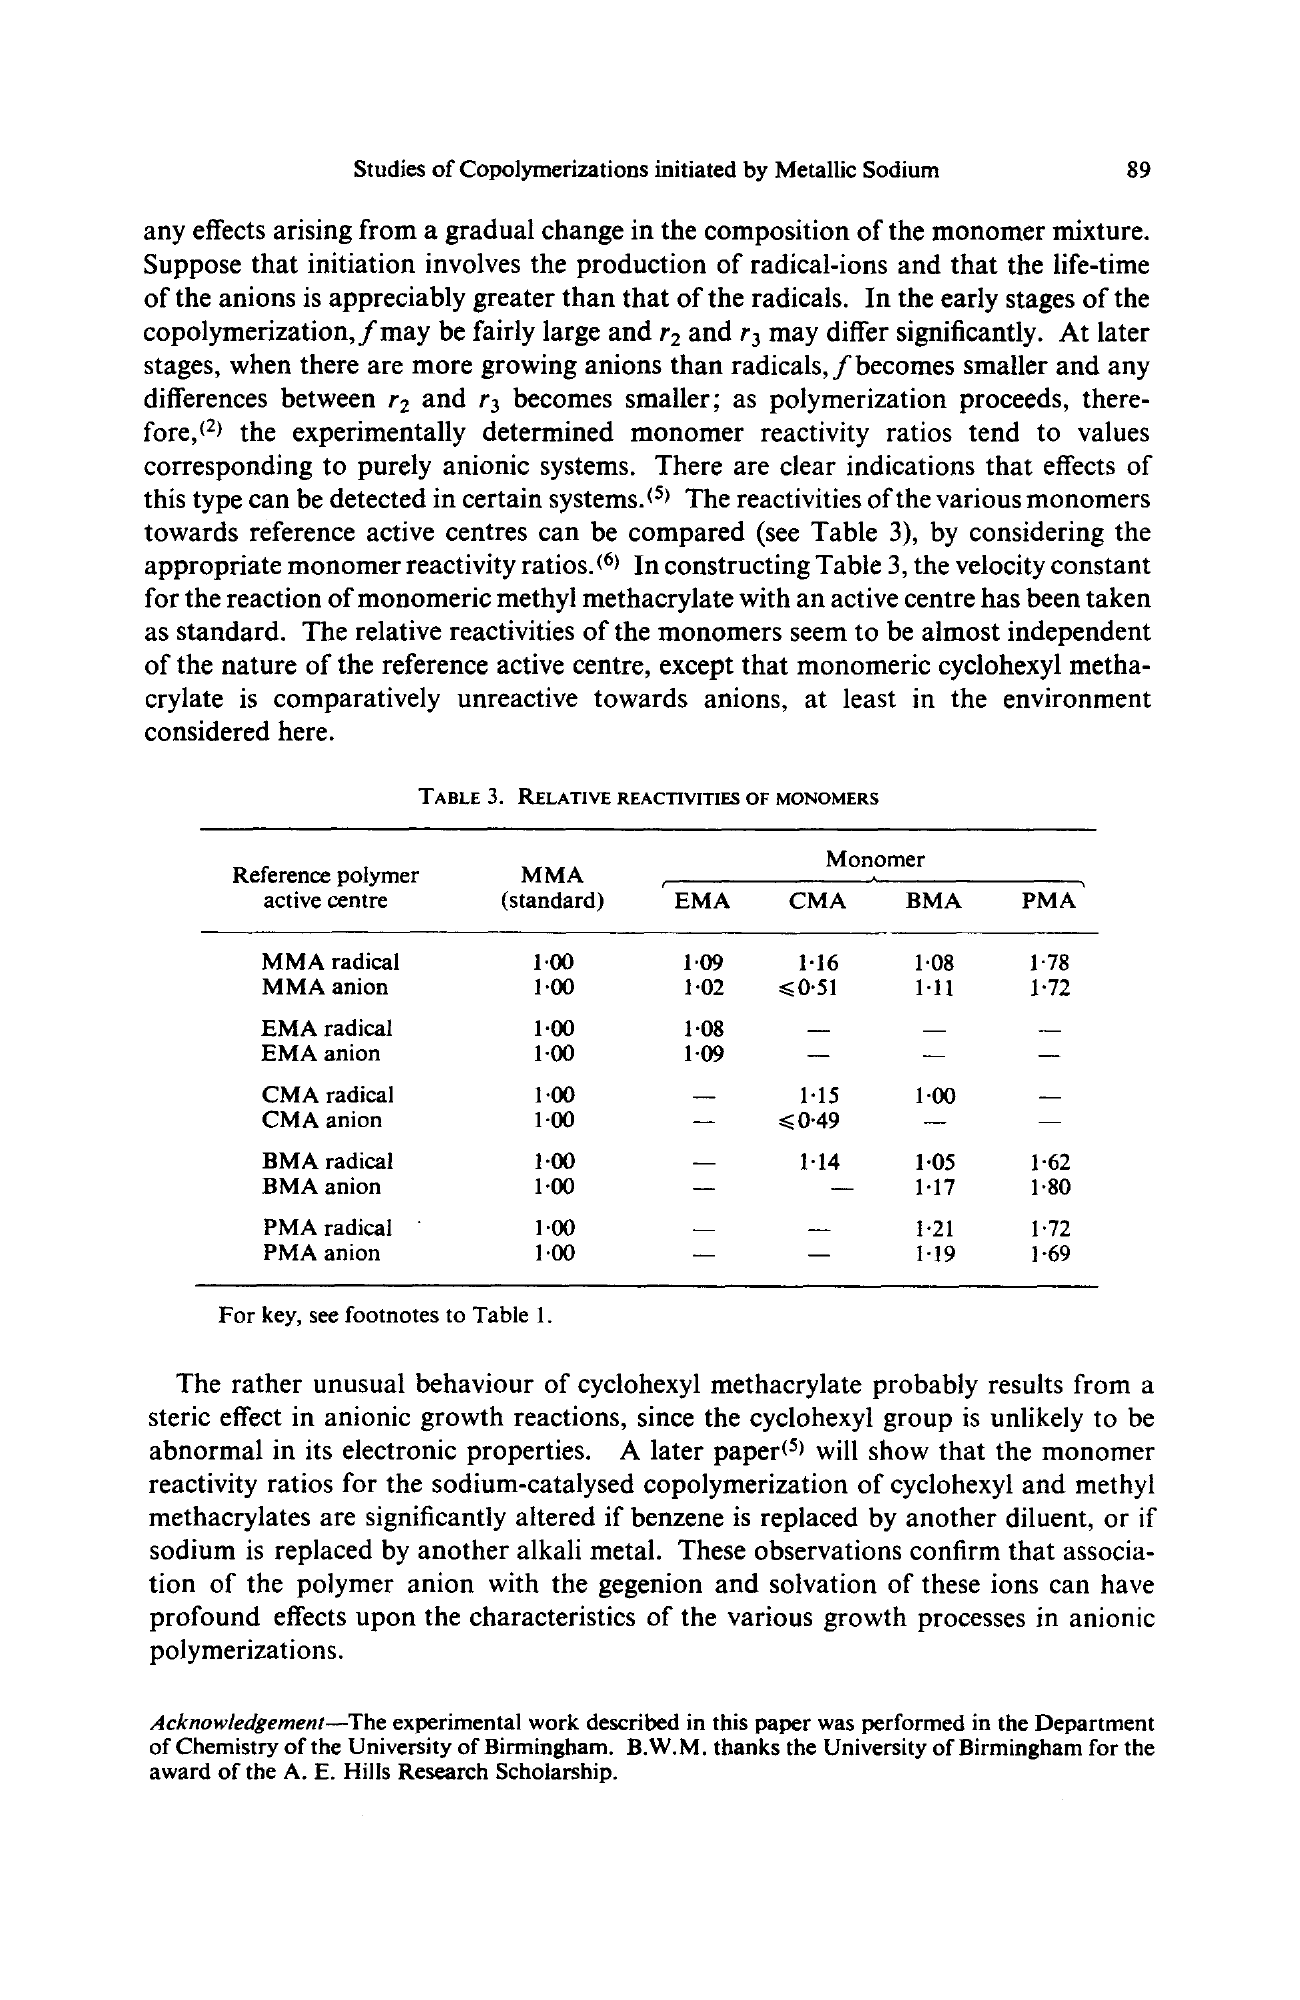 Studies of Copolymerizations initiated by Metallic Sodium 89
any effects arising from a gradual change in the composition of the monomer mixture.
Suppose that initiation involves the production of radical-ions and that the life-time
of the anions is appreciably greater than that of the radicals. In the early stages of the
copolymerization, f may be fairly large and r₂ and r₃ may differ significantly. At later
stages, when there are more growing anions than radicals, f becomes smaller and any
differences between r₂ and r₃ becomes smaller; as polymerization proceeds, there-
fore,⁽²⁾ the experimentally determined monomer reactivity ratios tend to values
corresponding to purely anionic systems. There are clear indications that effects of
this type can be detected in certain systems.⁽⁵⁾ The reactivities of the various monomers
towards reference active centres can be compared (see Table 3), by considering the
appropriate monomer reactivity ratios.⁽⁶⁾ In constructing Table 3, the velocity constant
for the reaction of monomeric methyl methacrylate with an active centre has been taken
as standard. The relative reactivities of the monomers seem to be almost independent
of the nature of the reference active centre, except that monomeric cyclohexyl metha-
crylate is comparatively unreactive towards anions, at least in the environment
considered here.
TABLE 3. RELATIVE REACTIVITIES OF MONOMERS
Monomer
Reference polymer MMA
active centre (standard) EMA CMA BMA PMA
MMA radical 1·00 1·09 1·16 1·08 1·78
MMA anion 1·00 1·02 ⩽0·51 1·11 1·72
EMA radical 1·00 1·08 — — —
EMA anion 1·00 1·09 — — —
CMA radical 1·00 — 1·15 1·00 —
CMA anion 1·00 — ⩽0·49 — —
BMA radical 1·00 — 1·14 1·05 1·62
BMA anion 1·00 — — 1·17 1·80
PMA radical 1·00 — — 1·21 1·72
PMA anion 1·00 — — 1·19 1·69
For key, see footnotes to Table 1.
The rather unusual behaviour of cyclohexyl methacrylate probably results from a
steric effect in anionic growth reactions, since the cyclohexyl group is unlikely to be
abnormal in its electronic properties. A later paper⁽⁵⁾ will show that the monomer
reactivity ratios for the sodium-catalysed copolymerization of cyclohexyl and methyl
methacrylates are significantly altered if benzene is replaced by another diluent, or if
sodium is replaced by another alkali metal. These observations confirm that associa-
tion of the polymer anion with the gegenion and solvation of these ions can have
profound effects upon the characteristics of the various growth processes in anionic
polymerizations.
Acknowledgement—The experimental work described in this paper was performed in the Department
of Chemistry of the University of Birmingham. B.W.M. thanks the University of Birmingham for the
award of the A. E. Hills Research Scholarship.